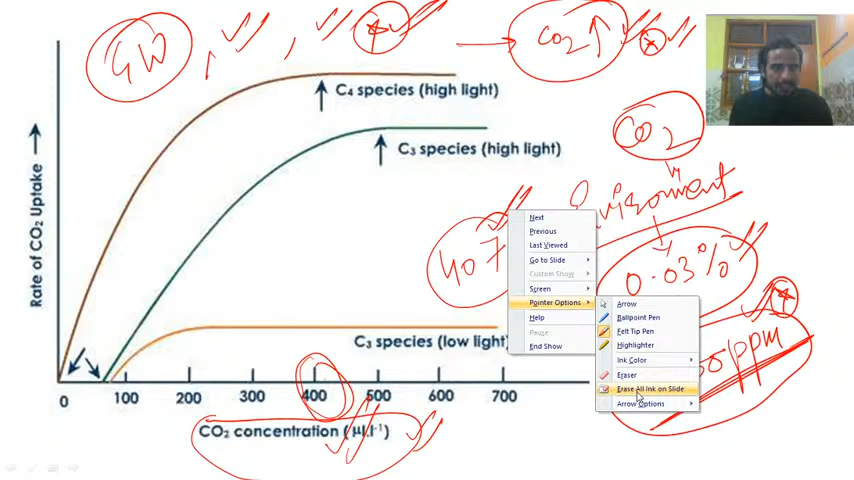 GW
CO2 ↑
C4 species (high light)
CO2
C3 species (high light)
Rate of CO2 Uptake
407
0.03%
ppm
Next
Previous
Last Viewed
Go to Slide
Custom Show
Screen
Pointer Options
Help
Pause
End Show
Arrow
Ballpoint Pen
Felt Tip Pen
Highlighter
Ink Color
Eraser
Erase All Ink on Slide
Arrow Options
C3 species (low light)
0 100 200 300 400 500 600 700
CO2 concentration (µl.l-1)